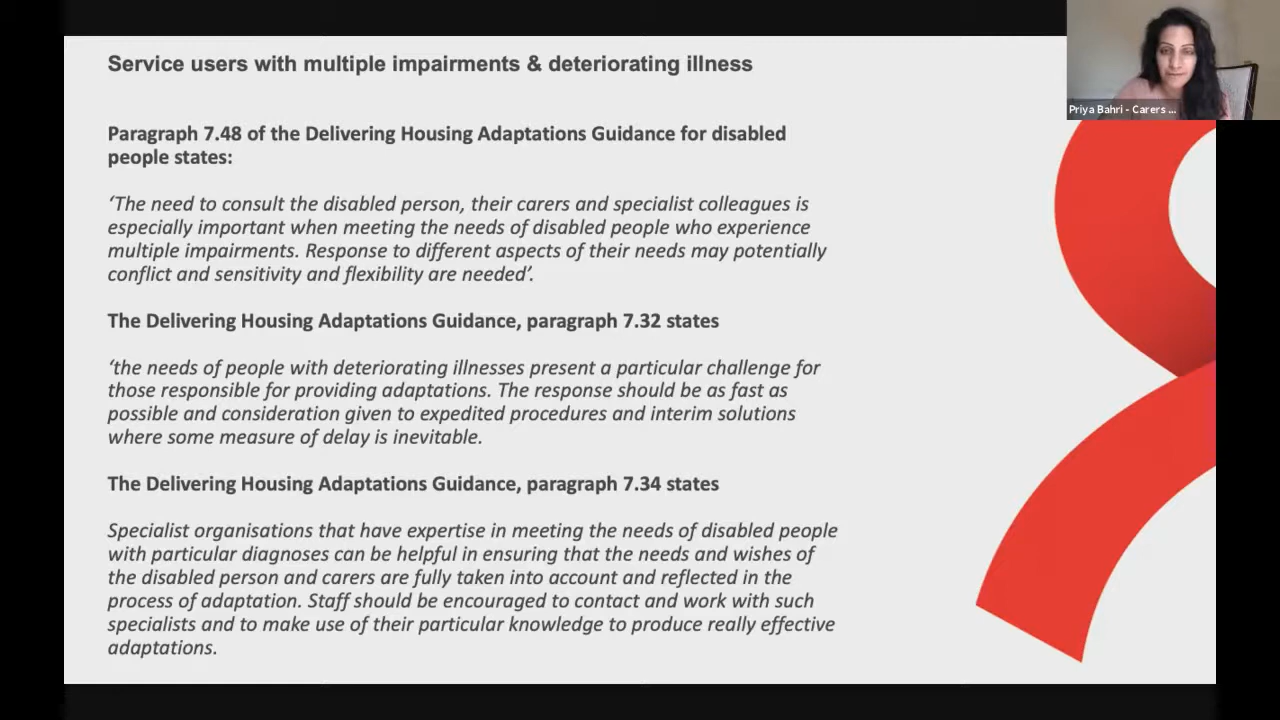 Service users with multiple impairments & deteriorating illness
Priya Bahri - Carers ...
Paragraph 7.48 of the Delivering Housing Adaptations Guidance for disabled
people states:
‘The need to consult the disabled person, their carers and specialist colleagues is
especially important when meeting the needs of disabled people who experience
multiple impairments. Response to different aspects of their needs may potentially
conflict and sensitivity and flexibility are needed’.
The Delivering Housing Adaptations Guidance, paragraph 7.32 states
‘the needs of people with deteriorating illnesses present a particular challenge for
those responsible for providing adaptations. The response should be as fast as
possible and consideration given to expedited procedures and interim solutions
where some measure of delay is inevitable.
The Delivering Housing Adaptations Guidance, paragraph 7.34 states
Specialist organisations that have expertise in meeting the needs of disabled people
with particular diagnoses can be helpful in ensuring that the needs and wishes of
the disabled person and carers are fully taken into account and reflected in the
process of adaptation. Staff should be encouraged to contact and work with such
specialists and to make use of their particular knowledge to produce really effective
adaptations.